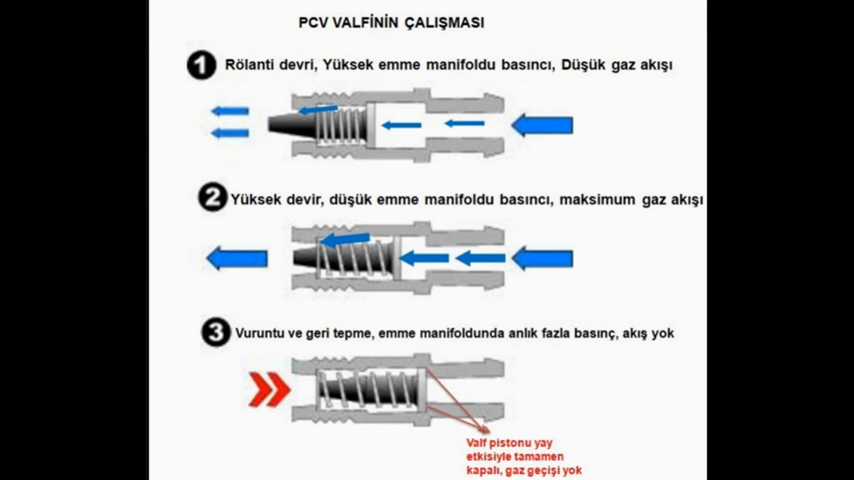 PCV VALFİNİN ÇALIŞMASI
1 Rölanti devri, Yüksek emme manifoldu basıncı, Düşük gaz akışı
2 Yüksek devir, düşük emme manifoldu basıncı, maksimum gaz akışı
3 Vuruntu ve geri tepme, emme manifoldunda anlık fazla basınç, akış yok
Valf pistonu yay
etkisiyle tamamen
kapalı, gaz geçişi yok